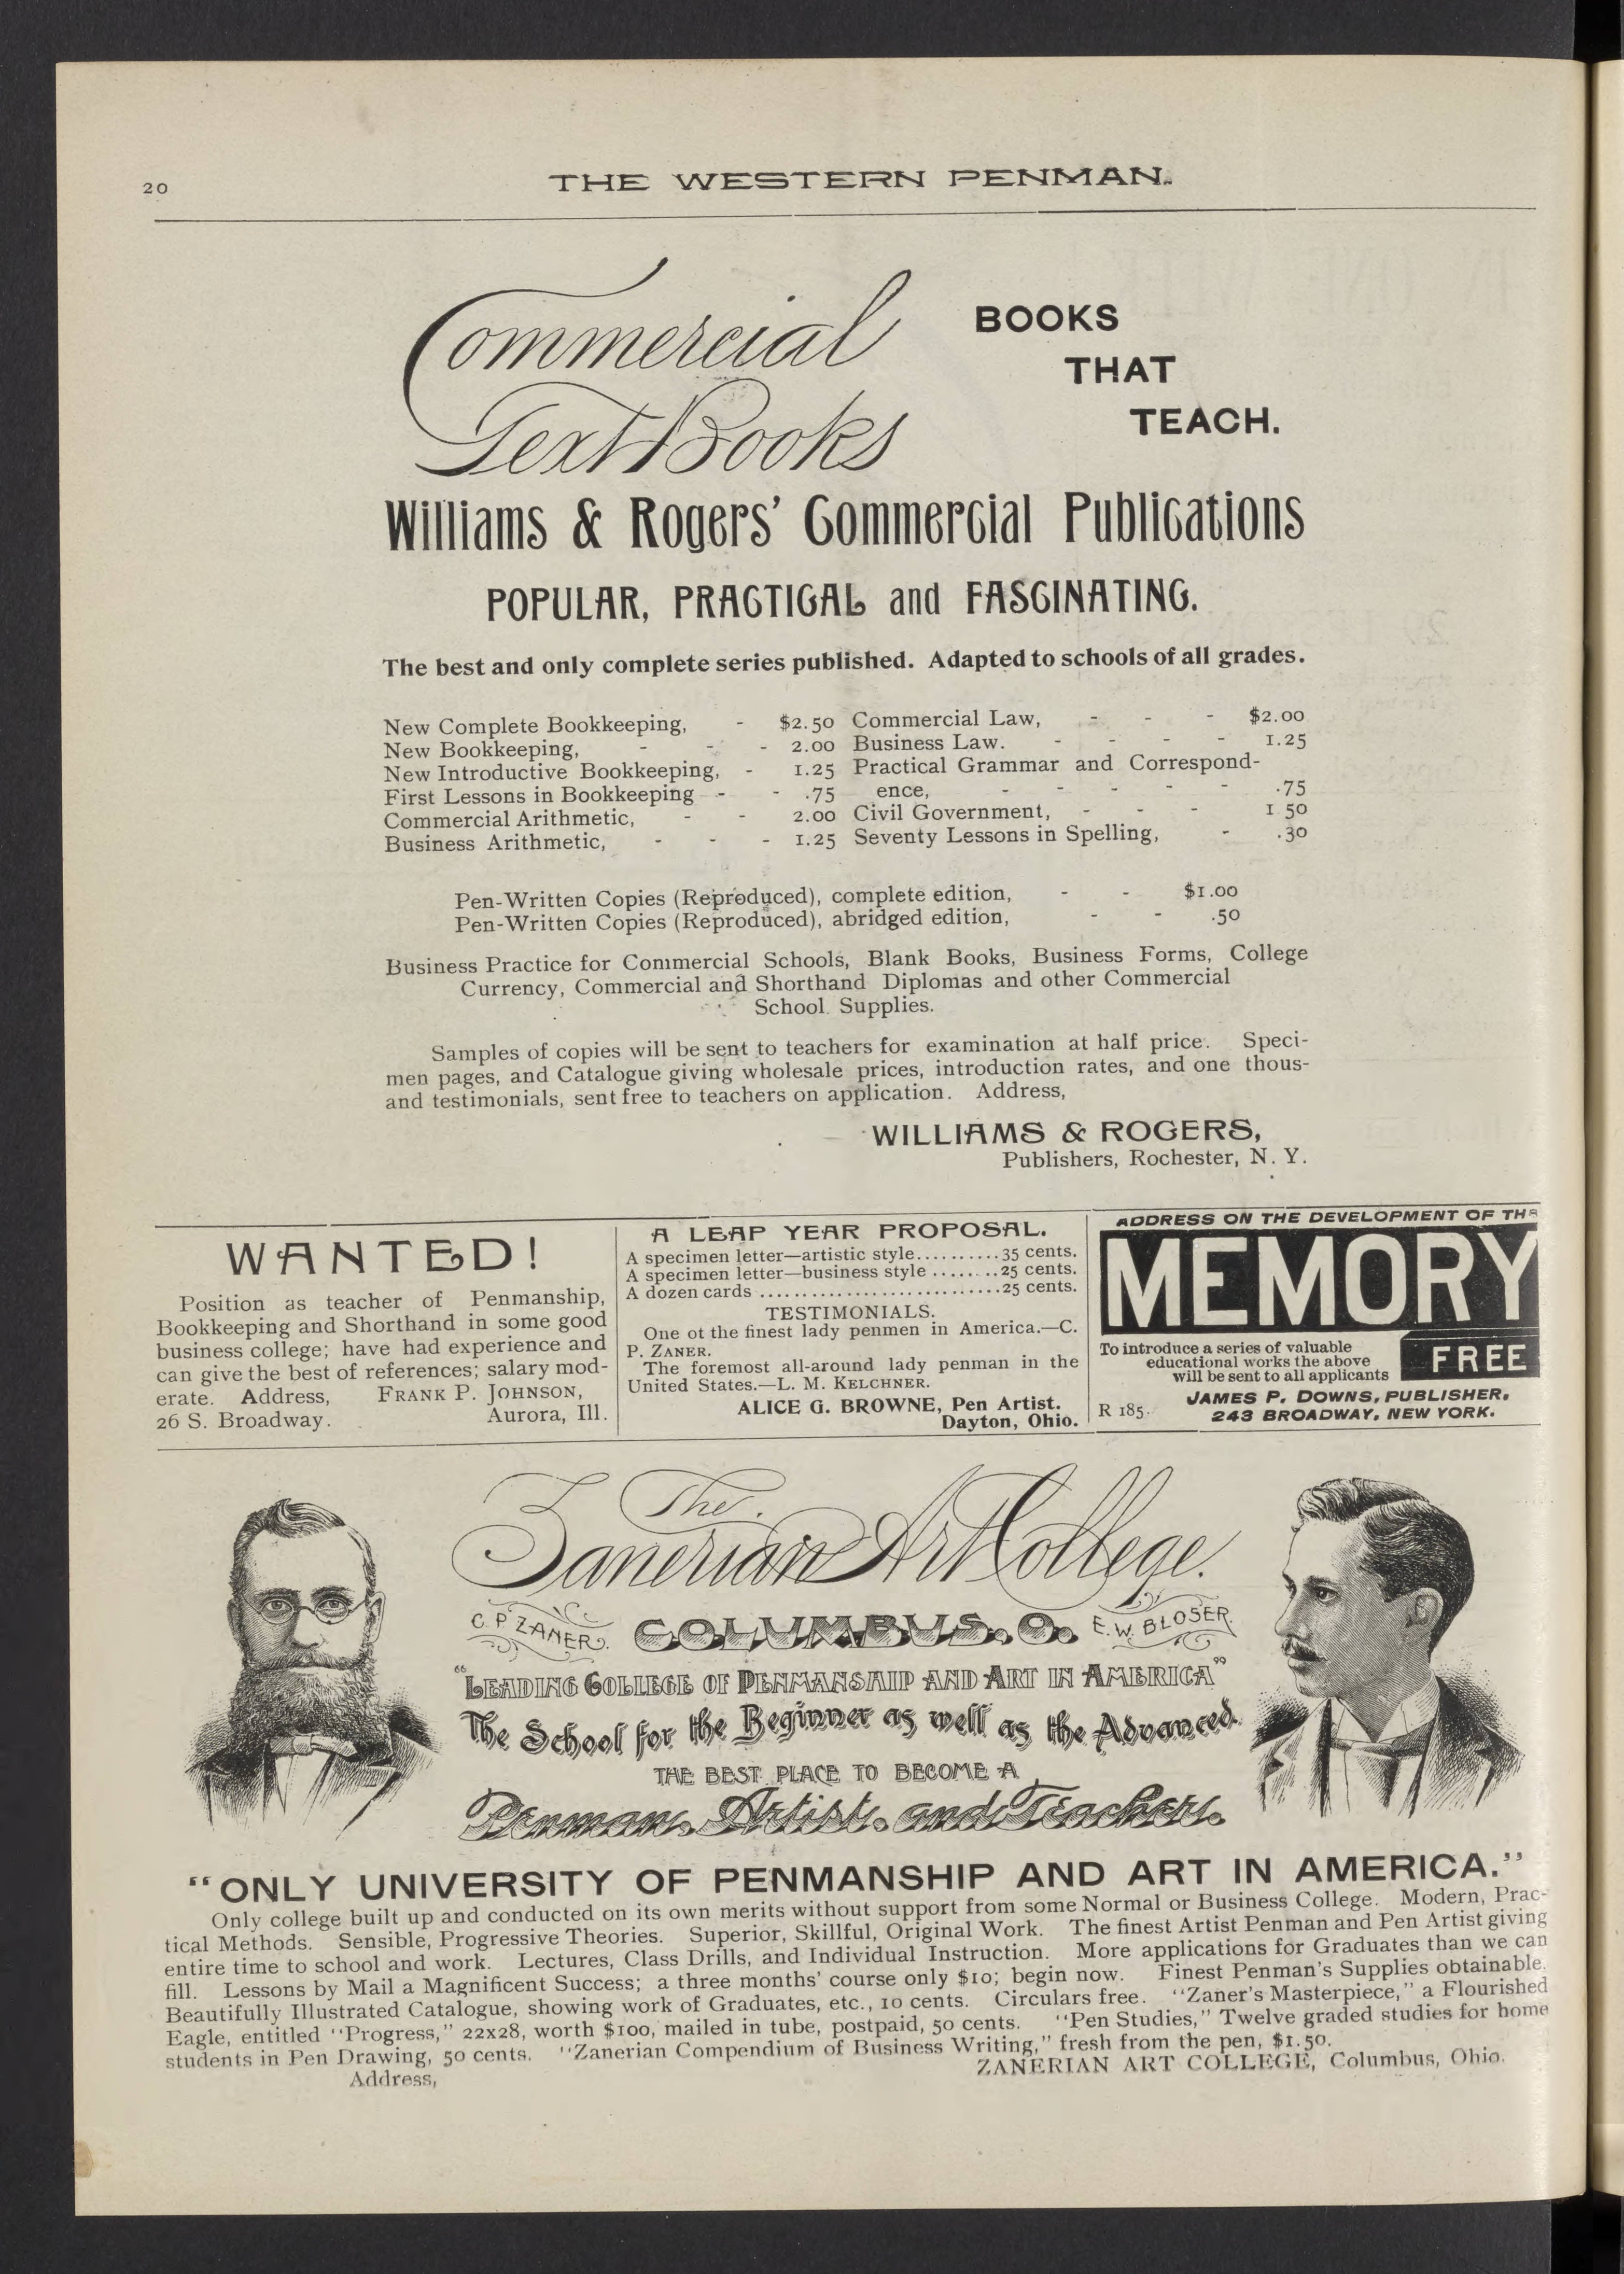 20
THE WESTERN PENMAN.
Commercial
Text Books
BOOKS
THAT
TEACH.
Williams & Rogers' Commercial Publications
POPULAR, PRACTICAL and FASCINATING.
The best and only complete series published. Adapted to schools of all grades.
New Complete Bookkeeping, - $2.50
New Bookkeeping, - - - 2.00
New Introductive Bookkeeping, - 1.25
First Lessons in Bookkeeping - - .75
Commercial Arithmetic, - - 2.00
Business Arithmetic, - - - 1.25
Commercial Law, - - - $2.00
Business Law. - - - - 1.25
Practical Grammar and Correspond-
ence, - - - - - .75
Civil Government, - - - 1 50
Seventy Lessons in Spelling, - .30
Pen-Written Copies (Reproduced), complete edition, - - $1.00
Pen-Written Copies (Reproduced), abridged edition, - - .50
Business Practice for Commercial Schools, Blank Books, Business Forms, College
Currency, Commercial and Shorthand Diplomas and other Commercial
School Supplies.
Samples of copies will be sent to teachers for examination at half price. Speci-
men pages, and Catalogue giving wholesale prices, introduction rates, and one thous-
and testimonials, sent free to teachers on application. Address,
WILLIAMS & ROGERS,
Publishers, Rochester, N. Y.
WANTED!
Position as teacher of Penmanship,
Bookkeeping and Shorthand in some good
business college; have had experience and
can give the best of references; salary mod-
erate. Address, FRANK P. JOHNSON,
26 S. Broadway. Aurora, Ill.
A LEAP YEAR PROPOSAL.
A specimen letter—artistic style..........35 cents.
A specimen letter—business style ........25 cents.
A dozen cards ............................25 cents.
TESTIMONIALS.
One ot the finest lady penmen in America.—C.
P. ZANER.
The foremost all-around lady penman in the
United States.—L. M. KELCHNER.
ALICE G. BROWNE, Pen Artist.
Dayton, Ohio.
ADDRESS ON THE DEVELOPMENT OF THE
MEMORY
To introduce a series of valuable
educational works the above
will be sent to all applicants
FREE
JAMES P. DOWNS, PUBLISHER,
R 185. 243 BROADWAY, NEW YORK.
The
Zanerian Art College.
C. P. ZANER. COLUMBUS. O. E. W. BLOSER.
"LEADING COLLEGE OF PENMANSHIP AND ART IN AMERICA"
The School for the Beginner as well as the Advanced.
THE BEST PLACE TO BECOME A
Penman, Artist, and Teacher.
"ONLY UNIVERSITY OF PENMANSHIP AND ART IN AMERICA."
Only college built up and conducted on its own merits without support from some Normal or Business College. Modern, Prac-
tical Methods. Sensible, Progressive Theories. Superior, Skillful, Original Work. The finest Artist Penman and Pen Artist giving
entire time to school and work. Lectures, Class Drills, and Individual Instruction. More applications for Graduates than we can
fill. Lessons by Mail a Magnificent Success; a three months' course only $10; begin now. Finest Penman's Supplies obtainable.
Beautifully Illustrated Catalogue, showing work of Graduates, etc., 10 cents. Circulars free. "Zaner's Masterpiece," a Flourished
Eagle, entitled "Progress," 22x28, worth $100, mailed in tube, postpaid, 50 cents. "Pen Studies," Twelve graded studies for home
students in Pen Drawing, 50 cents. "Zanerian Compendium of Business Writing," fresh from the pen, $1.50.
Address, ZANERIAN ART COLLEGE, Columbus, Ohio.